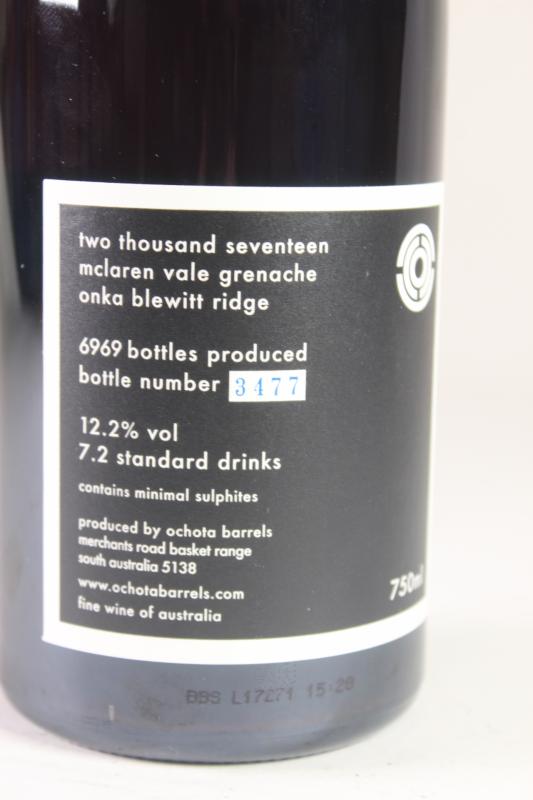 two thousand seventeen
mclaren vale grenache
onka blewitt ridge
6969 bottles produced
bottle number 3477
12.2% vol
7.2 standard drinks
contains minimal sulphites
produced by ochota barrels
merchants road basket range
south australia 5138
www.ochotabarrels.com
fine wine of australia
750ml
BBS L17271 15:28